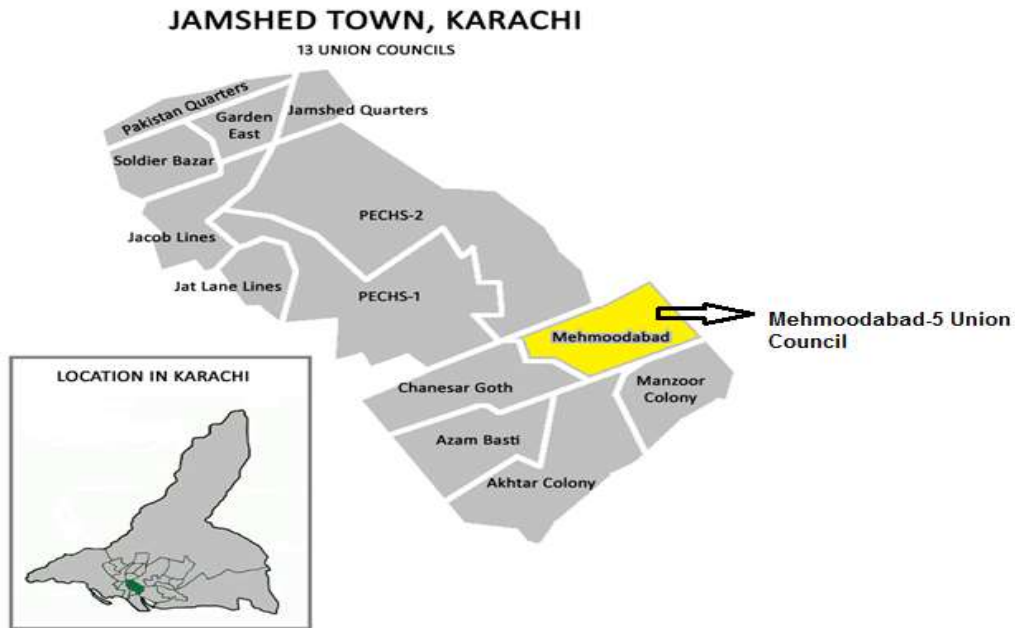 JAMSHED TOWN, KARACHI
13 UNION COUNCILS
Pakistan Quarters
Garden
East
Jamshed Quarters
Soldier Bazar
PECHS-2
Jacob Lines
Jat Lane Lines
PECHS-1
Mehmoodabad
Mehmoodabad-5 Union
Council
Chanesar Goth
Manzoor
Colony
Azam Basti
Akhtar Colony
LOCATION IN KARACHI